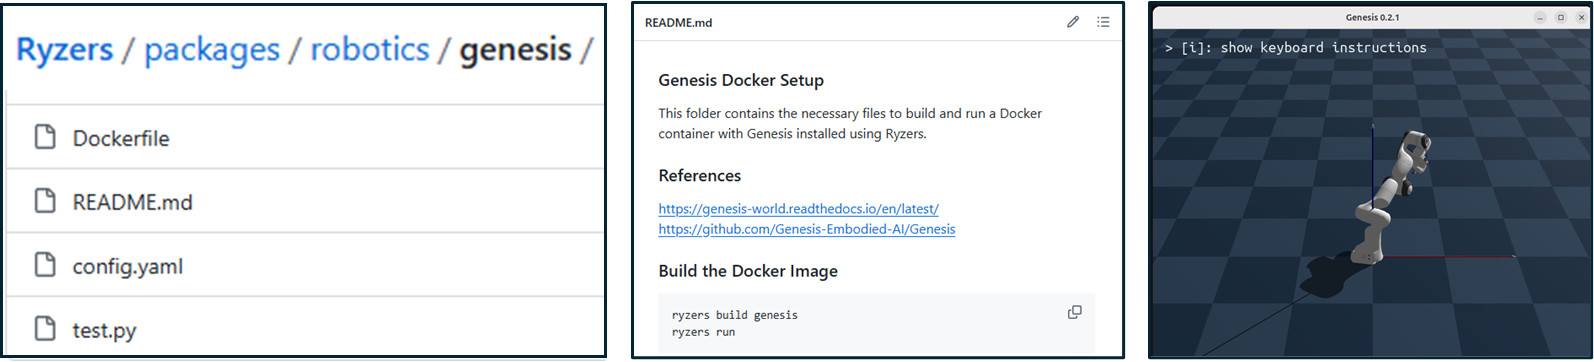 Ryzers / packages / robotics / genesis /
Dockerfile
README.md
config.yaml
test.py
README.md
Genesis Docker Setup
This folder contains the necessary files to build and run a Docker
container with Genesis installed using Ryzers.
References
https://genesis-world.readthedocs.io/en/latest/
https://github.com/Genesis-Embodied-AI/Genesis
Build the Docker Image
ryzers build genesis
ryzers run
Genesis 0.2.1
> [i]: show keyboard instructions